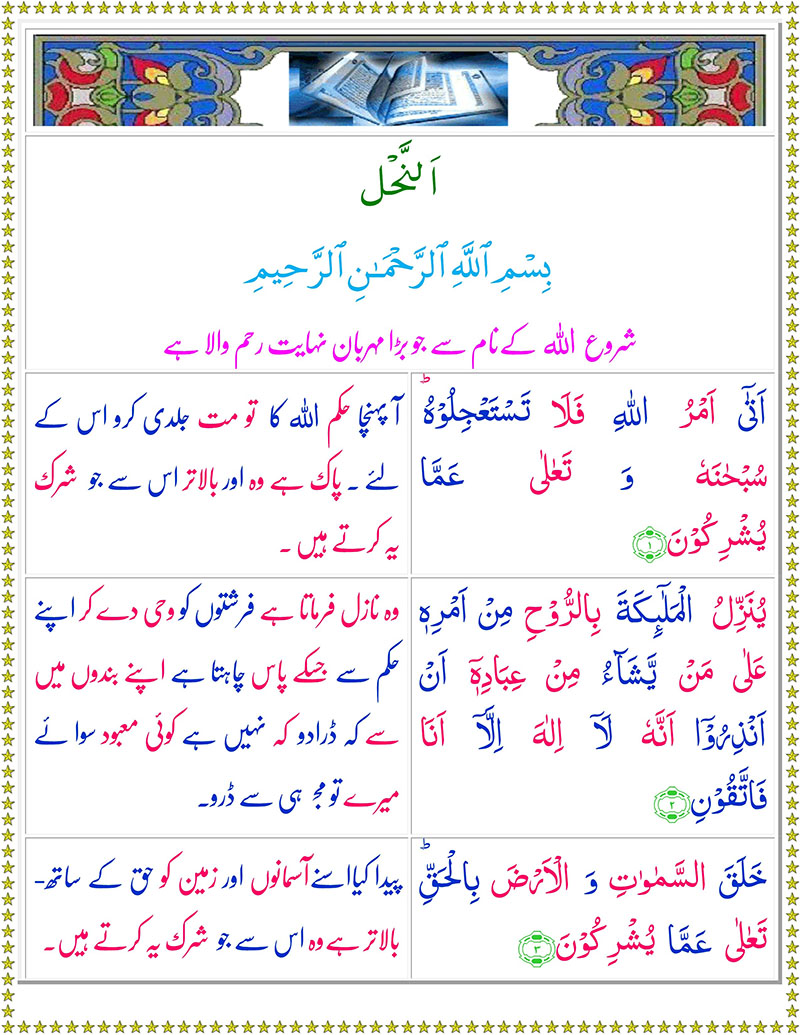 اَلنَّحۡل
بِسۡمِ ٱللَّهِ ٱلرَّحۡمَـٰنِ ٱلرَّحِيمِ
شروع اللہ کے نام سے جو بڑا مہربان نہایت رحم والا ہے
اَتٰۤى اَمۡرُ اللّٰهِ فَلَا تَسۡتَعۡجِلُوۡهُ‌ ؕ
سُبۡحٰنَهٗ وَ تَعٰلٰى عَمَّا
يُشۡرِكُوۡنَ ﴿۱﴾
آ پہنچا حکم اللہ کا تو مت جلدی کرو اس کے
لئے ۔ پاک ہے وہ اور بالاتر اس سے جو شرک
یہ کرتے ہیں ۔
يُنَزِّلُ الۡمَلٰۤٮِٕكَةَ بِالرُّوۡحِ مِنۡ اَمۡرِهٖ
عَلٰى مَنۡ يَّشَآءُ مِنۡ عِبَادِهٖۤ اَنۡ
اَنۡذِرُوۡۤا اَنَّهٗ لَاۤ اِلٰهَ اِلَّاۤ اَنَا
فَاتَّقُوۡنِ ﴿۲﴾
وہ نازل فرماتا ہے فرشتوں کو وحی دے کر اپنے
حکم سے جسکے پاس چاہتا ہے اپنے بندوں میں
سے کہ ڈرادو کہ نہیں ہے کوئی معبود سوائے
میرے تو مجھ ہی سے ڈرو۔
خَلَقَ السَّمٰوٰتِ وَ الۡاَرۡضَ بِالۡحَـقِّ‌ؕ
تَعٰلٰى عَمَّا يُشۡرِكُوۡنَ ﴿۳﴾
پیدا کیا اسنے آسمانوں اور زمین کو حق کے ساتھ-
بالاتر ہے وہ اس سے جو شرک یہ کرتے ہیں۔